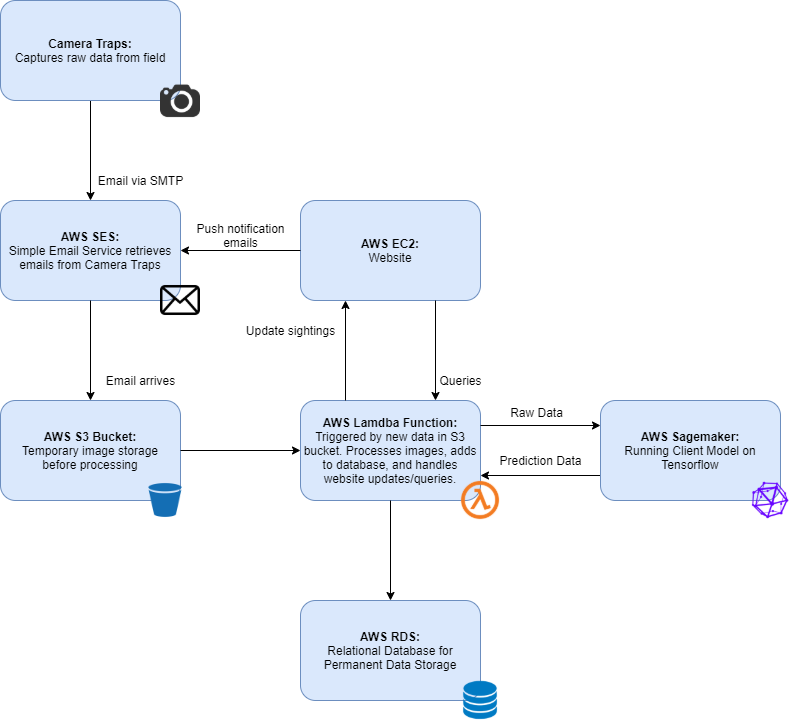 Camera Traps:
Captures raw data from field
Email via SMTP
AWS SES:
Simple Email Service retrieves
emails from Camera Traps
Push notification
emails
AWS EC2:
Website
Update sightings
Email arrives
Queries
AWS S3 Bucket:
Temporary image storage
before processing
AWS Lamdba Function:
Triggered by new data in S3
bucket. Processes images, adds
to database, and handles
website updates/queries.
Raw Data
Prediction Data
AWS Sagemaker:
Running Client Model on
Tensorflow
AWS RDS:
Relational Database for
Permanent Data Storage